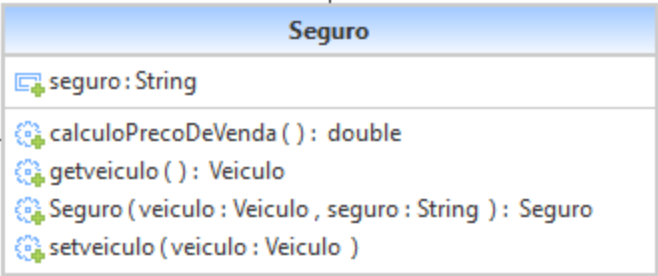 Seguro
seguro : String
calculoPrecoDeVenda ( ) : double
getveiculo ( ) : Veiculo
Seguro ( veiculo : Veiculo , seguro : String ) : Seguro
setveiculo ( veiculo : Veiculo )